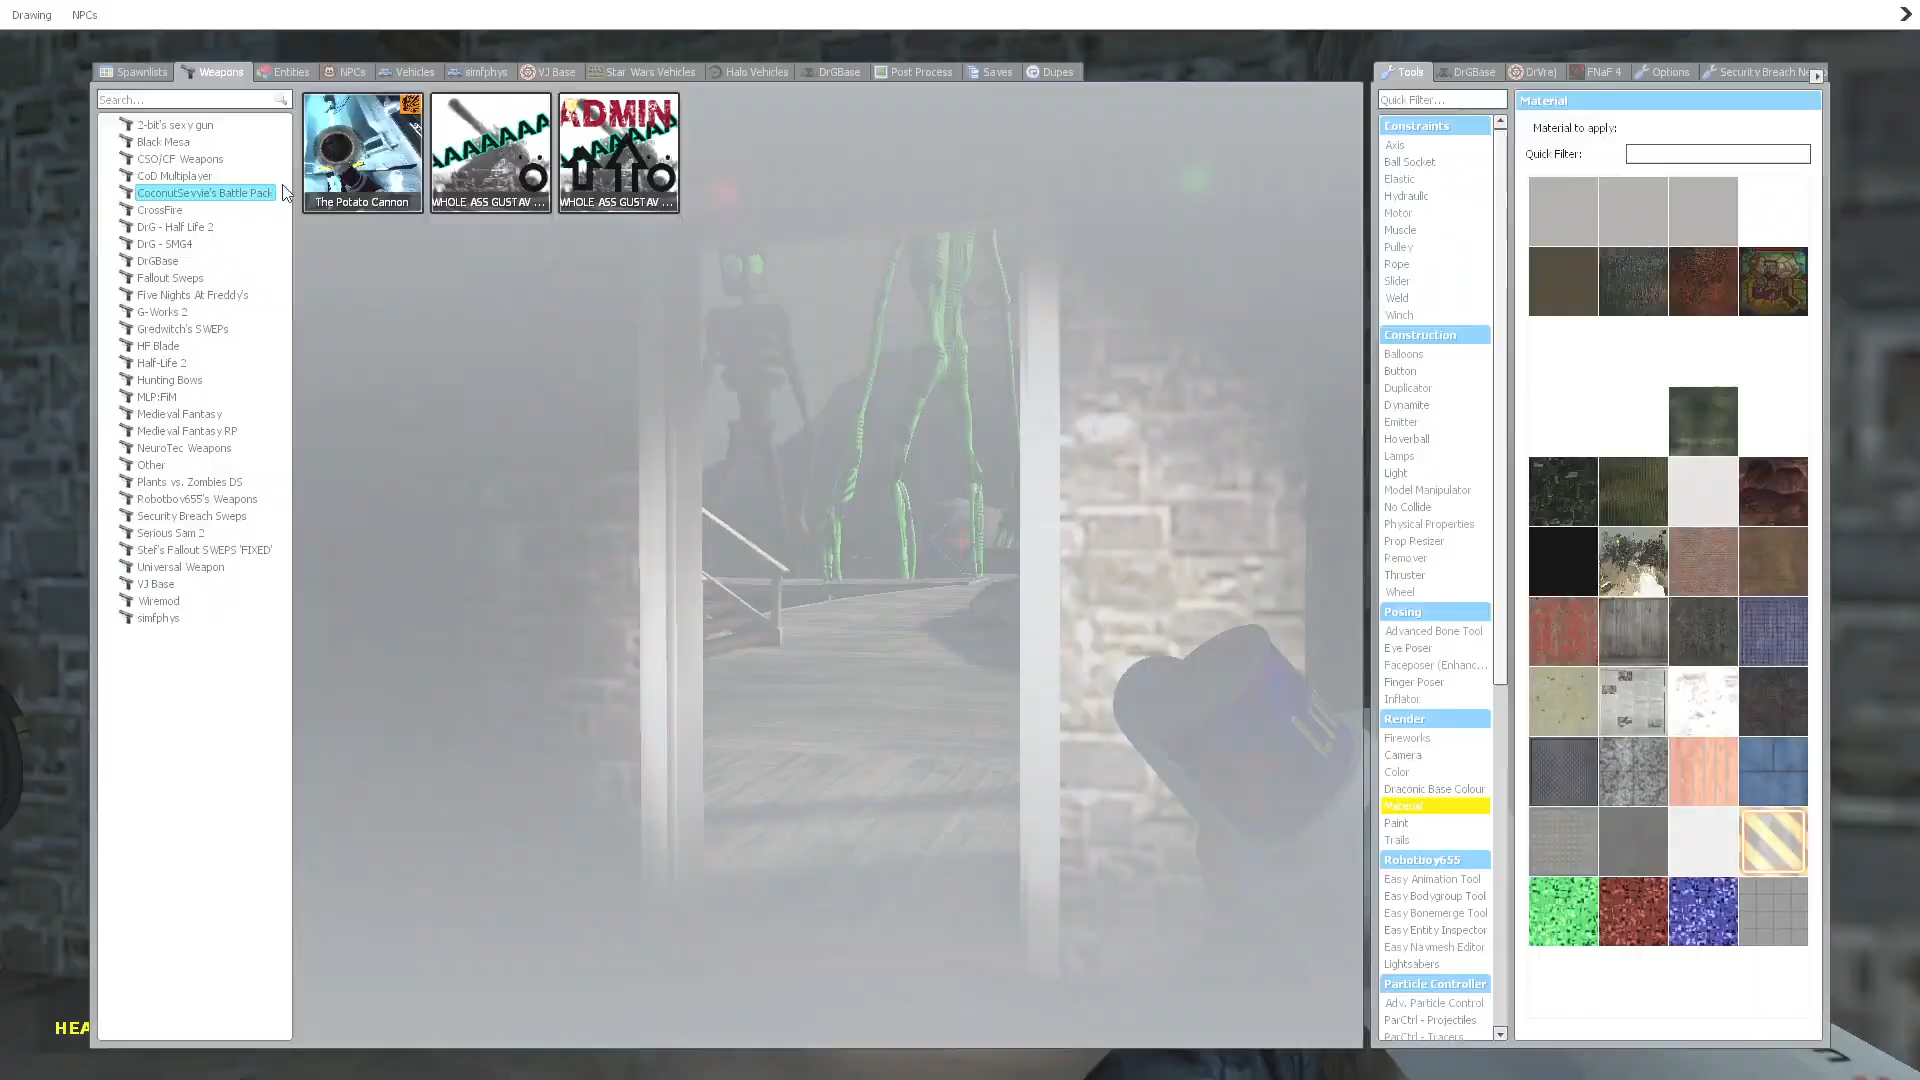 Drawing NPCs
Spawnlists Weapons Entities NPCs Vehicles simfphys VJ Base Star Wars Vehicles Halo Vehicles DrGBase Post Process Saves Dupes
Tools DrGBase DrVrej FNaF 4 Options Security Breach
Search...
2-bit's sexy gun
Black Mesa
CSO/CF Weapons
CoD Multiplayer
CoconutSevvie's Battle Pack
CrossFire
DrG - Half Life 2
DrG - SMG4
DrGBase
Fallout Sweps
Five Nights At Freddy's
G-Works 2
Gredwitch's SWEPs
HF Blade
Half-Life 2
Hunting Bows
MLP:FiM
Medieval Fantasy
Medieval Fantasy RP
NeuroTec Weapons
Other
Plants vs. Zombies DS
Robotboy655's Weapons
Security Breach Sweps
Serious Sam 2
Stef's Fallout SWEPS 'FIXED'
Universal Weapon
VJ Base
Wiremod
simfphys
The Potato Cannon
AAAAAAA
WHOLE ASS GUSTAV ...
ADMIN
WHOLE ASS GUSTAV ...
Quick Filter...
Constraints
Axis
Ball Socket
Elastic
Hydraulic
Motor
Muscle
Pulley
Rope
Slider
Weld
Winch
Construction
Balloons
Button
Duplicator
Dynamite
Emitter
Hoverball
Lamps
Light
Model Manipulator
No Collide
Physical Properties
Prop Resizer
Remover
Thruster
Wheel
Posing
Advanced Bone Tool
Eye Poser
Faceposer (Enhanc...
Finger Poser
Inflator
Render
Fireworks
Camera
Color
Draconic Base Colour
Material
Paint
Trails
Robotboy655
Easy Animation Tool
Easy Bodygroup Tool
Easy Bonemerge Tool
Easy Entity Inspector
Easy Navmesh Editor
Lightsabers
Particle Controller
Adv. Particle Control
ParCtrl - Projectiles
ParCtrl - Tracers
Material
Material to apply:
Quick Filter:
HEA